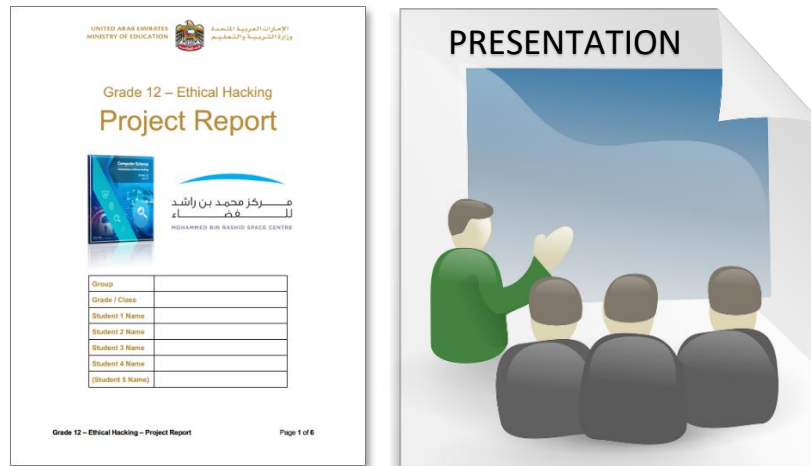 UNITED ARAB EMIRATES
MINISTRY OF EDUCATION
الإمارات العربية المتحدة
وزارة التربية والتعليم
Grade 12 – Ethical Hacking
Project Report
Computer Science
مـــركز محمد بن راشد
للـــفضـــاء
MOHAMMED BIN RASHID SPACE CENTRE
Group
Grade / Class
Student 1 Name
Student 2 Name
Student 3 Name
Student 4 Name
(Student 5 Name)
Grade 12 – Ethical Hacking – Project Report Page 1 of 6
PRESENTATION